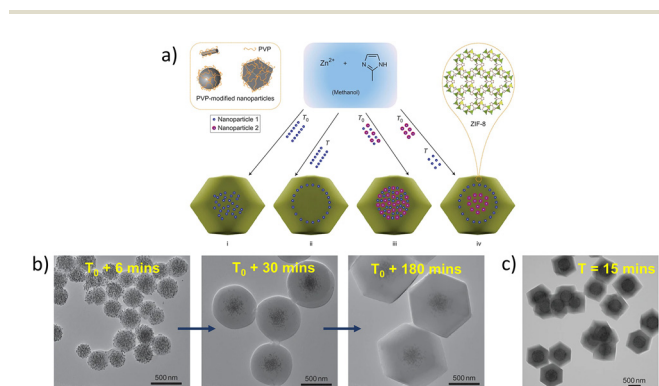 a)
PVP
PVP-modified nanoparticles
Zn²⁺ + N NH
(Methanol)
ZIF-8
Nanoparticle 1
Nanoparticle 2
T₀ T T₀ T₀ T
i ii iii iv
b) T₀ + 6 mins T₀ + 30 mins T₀ + 180 mins c) T = 15 mins
500 nm 500 nm 500 nm 500 nm